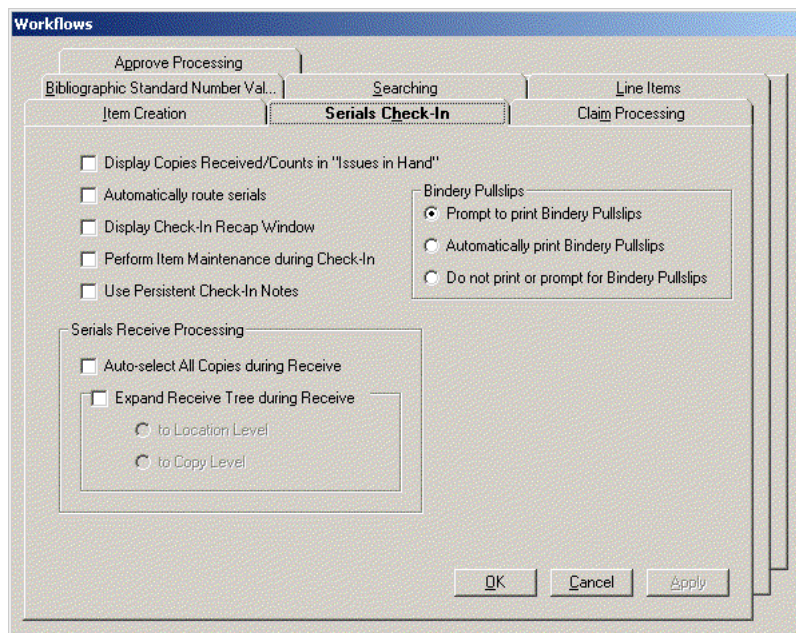 Workflows
Approve Processing
Bibliographic Standard Number Val...
Searching
Line Items
Item Creation
Serials Check-In
Claim Processing
Display Copies Received/Counts in "Issues in Hand"
Automatically route serials
Display Check-In Recap Window
Perform Item Maintenance during Check-In
Use Persistent Check-In Notes
Bindery Pullslips
Prompt to print Bindery Pullslips
Automatically print Bindery Pullslips
Do not print or prompt for Bindery Pullslips
Serials Receive Processing
Auto-select All Copies during Receive
Expand Receive Tree during Receive
to Location Level
to Copy Level
OK
Cancel
Apply